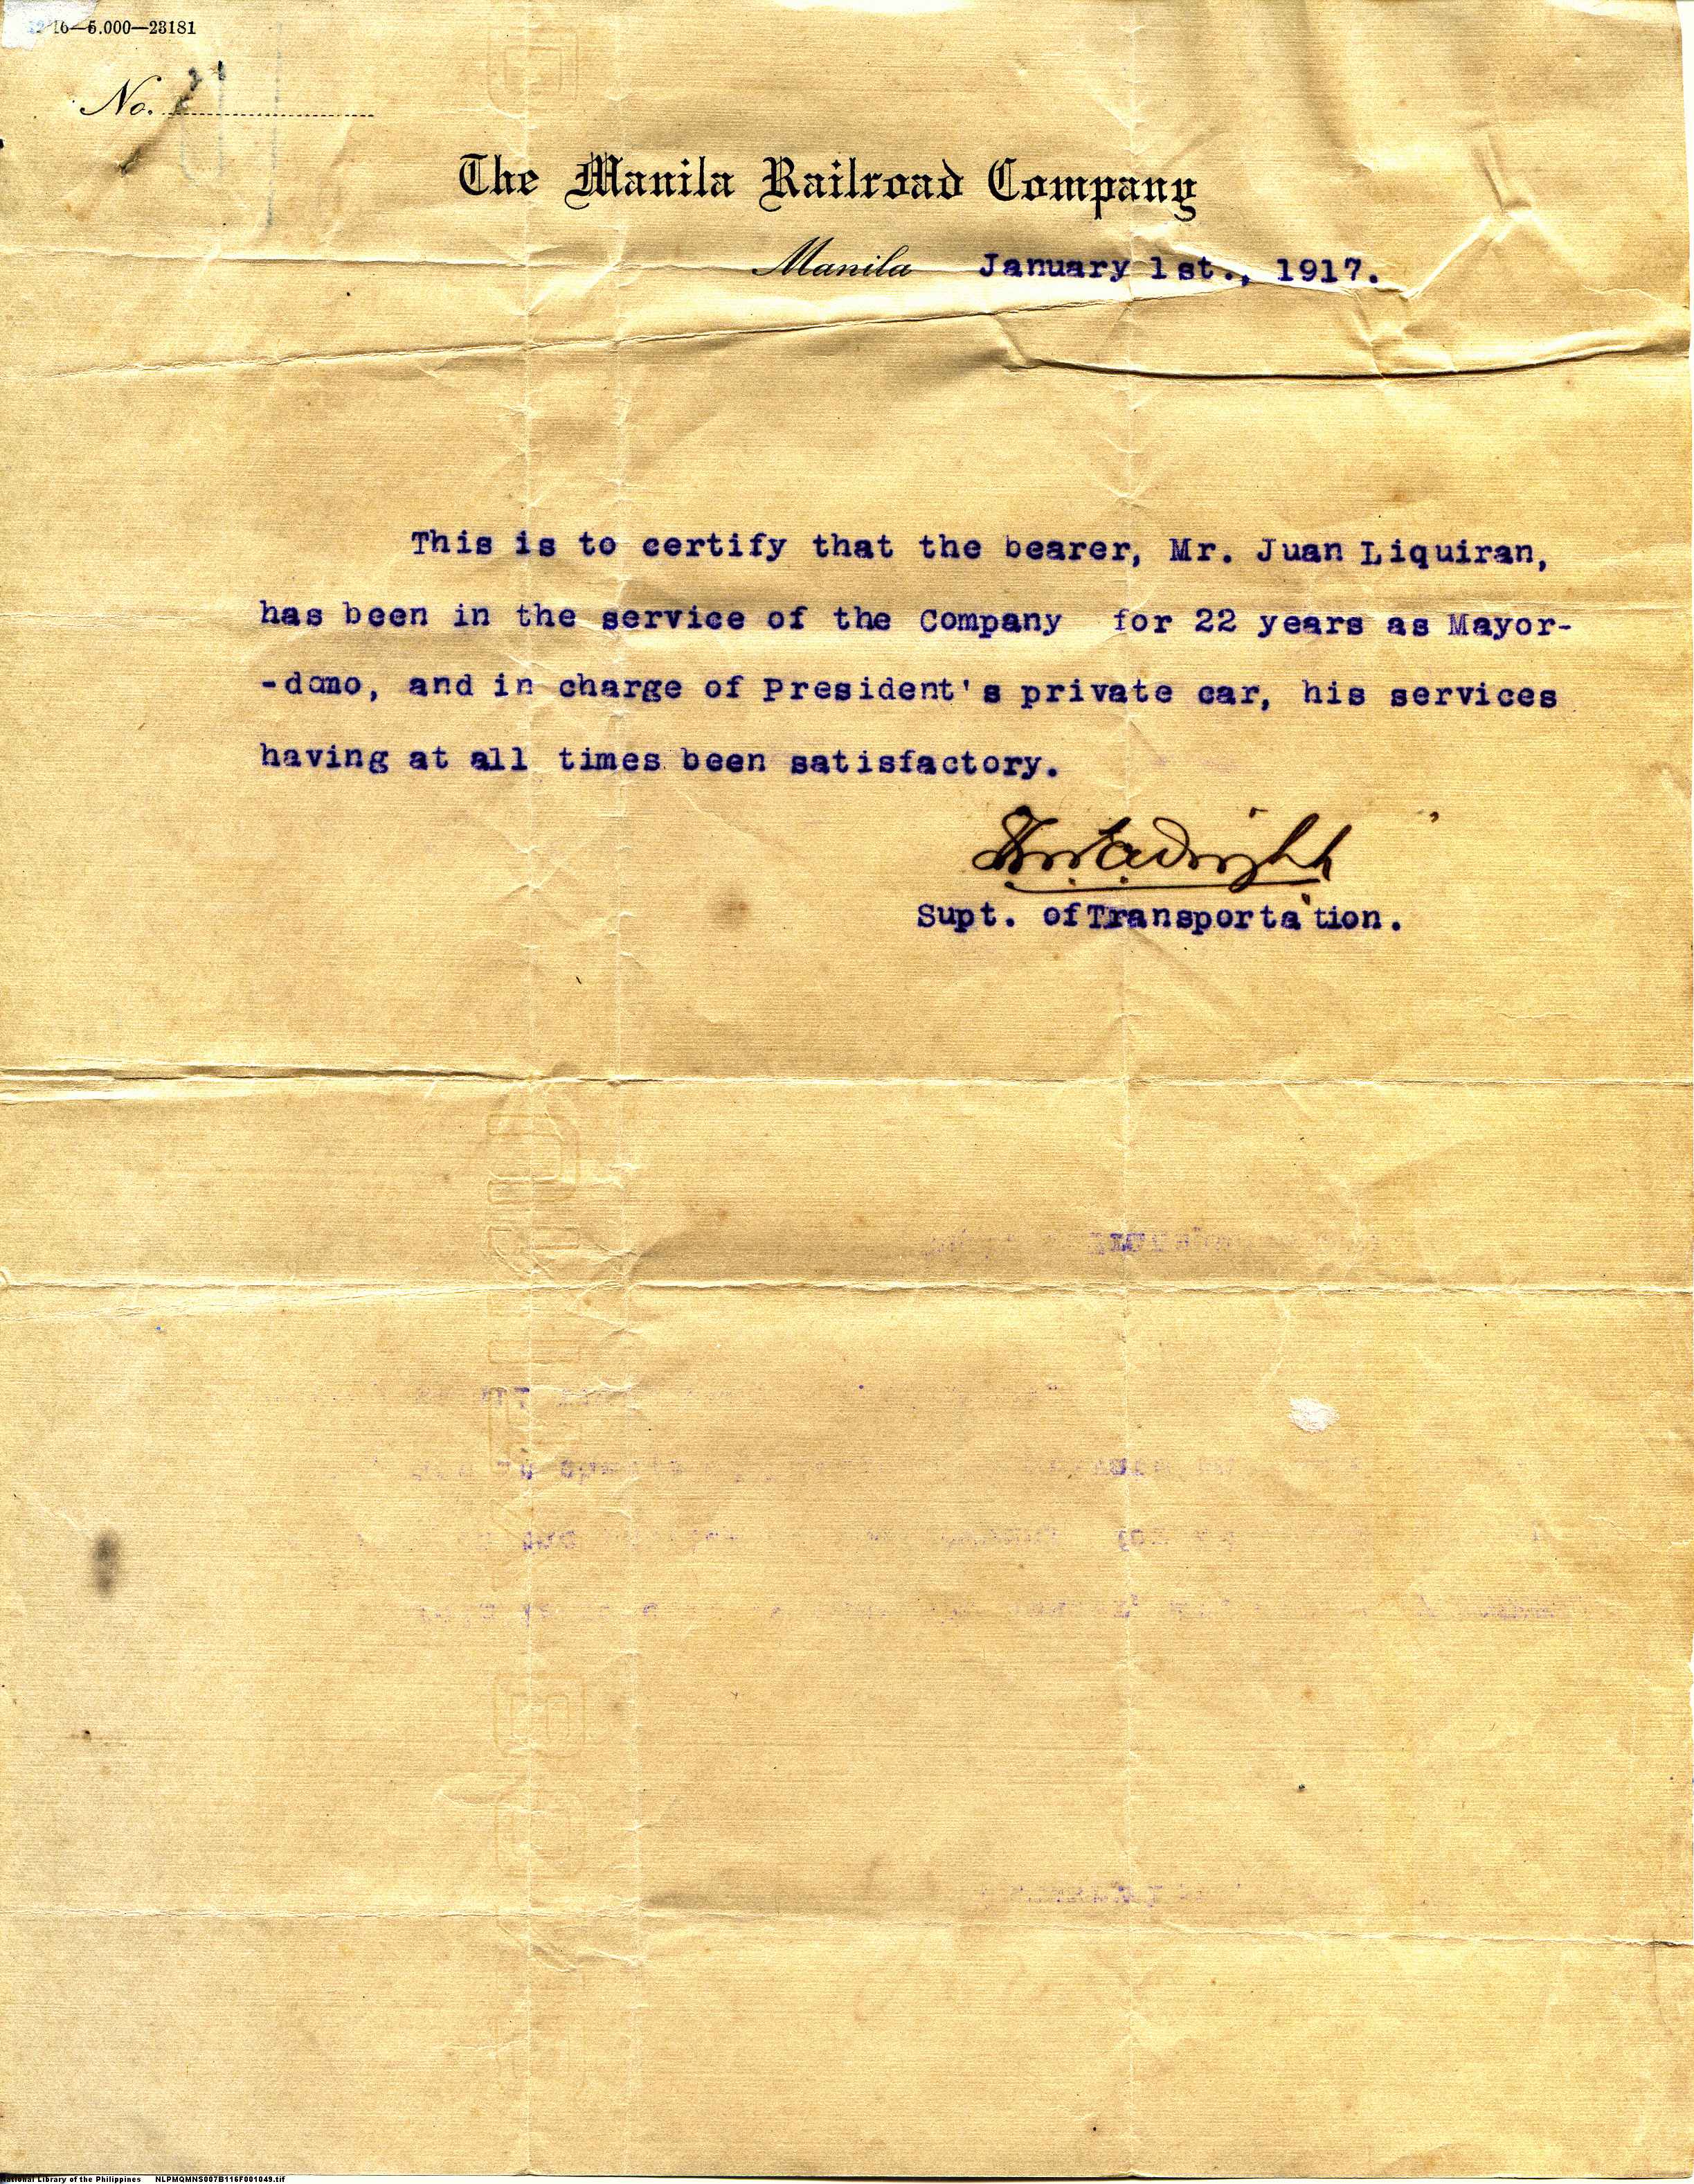 16—5.000—23181
No.
The Manila Railroad Company
Manila January 1st., 1917.
This is to certify that the bearer, Mr. Juan Liquiran,
has been in the service of the Company for 22 years as Mayor-
-domo, and in charge of President's private car, his services
having at all times been satisfactory.
Supt. of Transportation.
National Library of the Philippines NLPMQMNS007B116F001049.tif